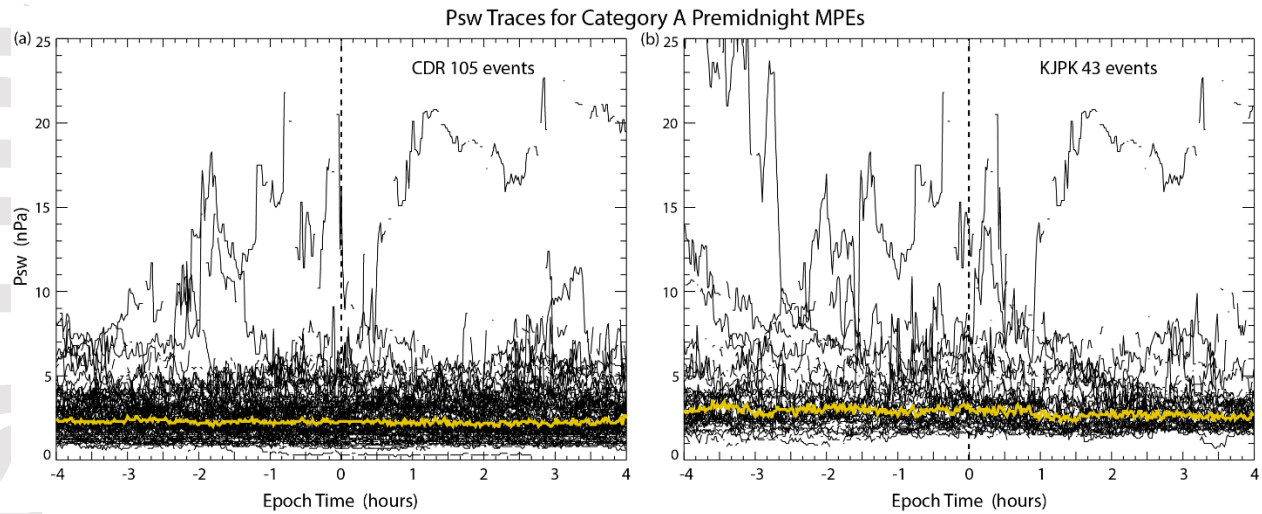 Psw Traces for Category A Premidnight MPEs
(a)
CDR 105 events
25
20
15
10
5
0
Psw (nPa)
-4 -3 -2 -1 0 1 2 3 4
Epoch Time (hours)
(b)
KJPK 43 events
25
20
15
10
5
0
-4 -3 -2 -1 0 1 2 3 4
Epoch Time (hours)